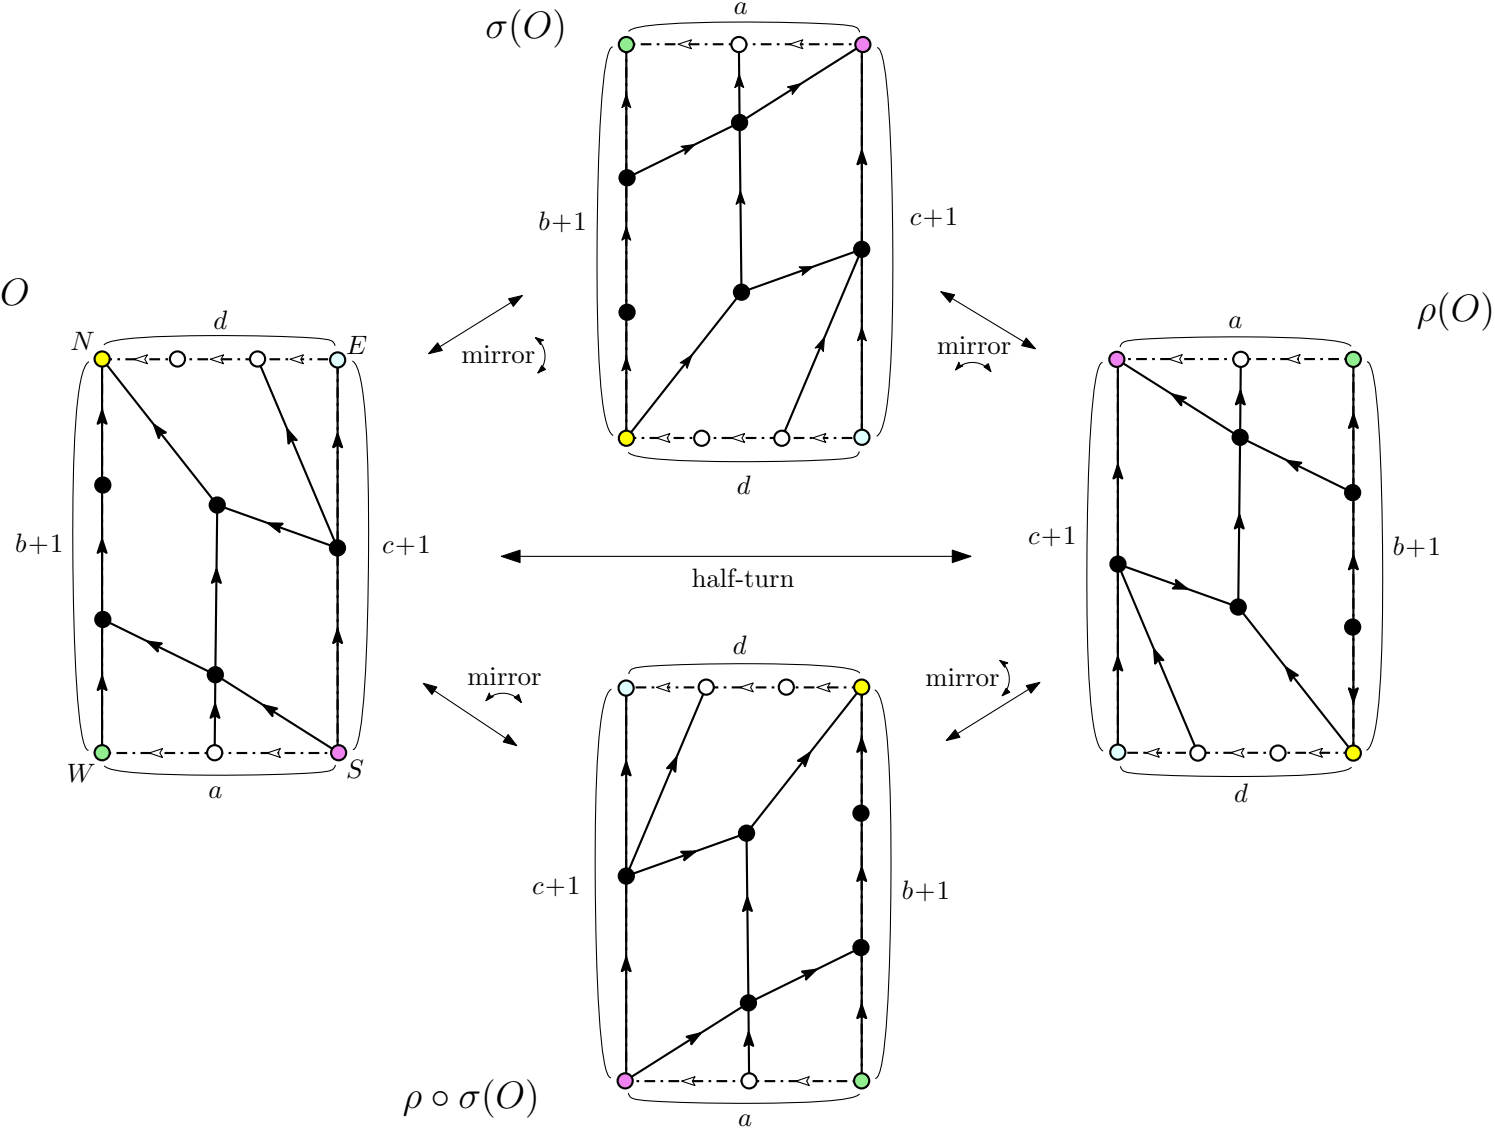 σ(O)
a
b+1
c+1
d
O
d
N
E
b+1
c+1
W
S
a
mirror
mirror
half-turn
mirror
mirror
ρ(O)
a
c+1
b+1
d
d
c+1
b+1
ρ ∘ σ(O)
a